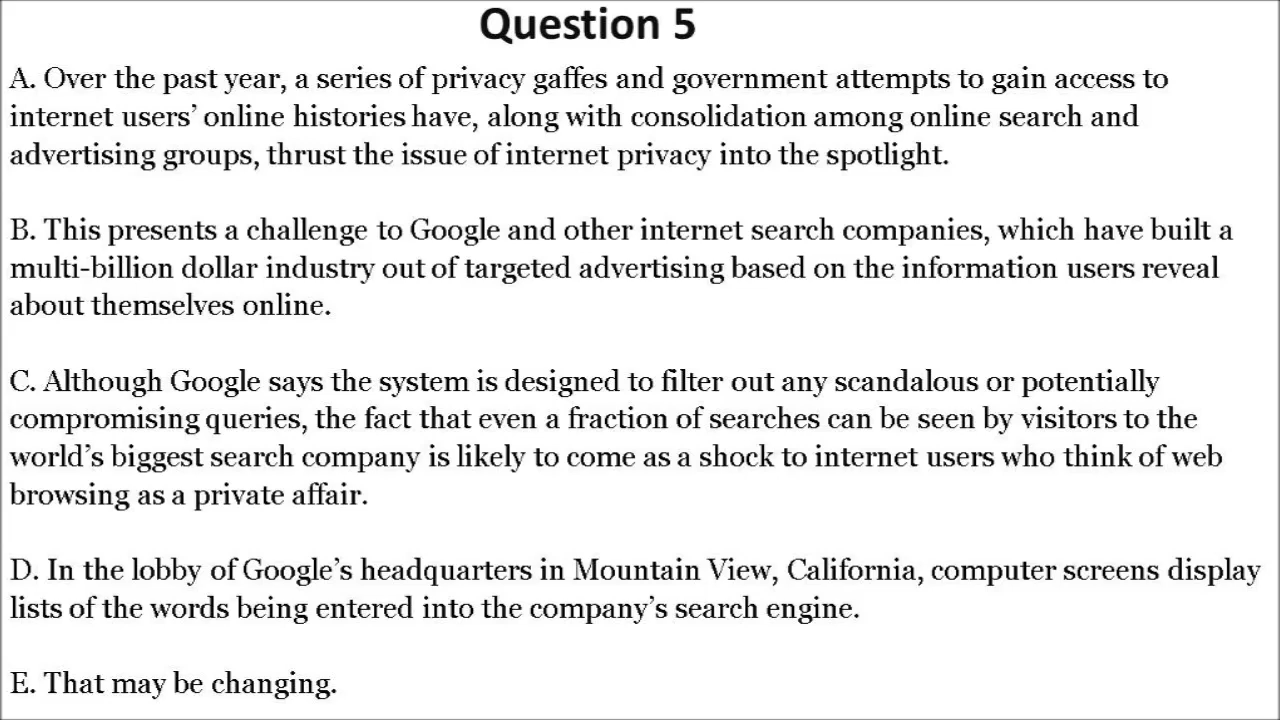 Question 5
A. Over the past year, a series of privacy gaffes and government attempts to gain access to
internet users’ online histories have, along with consolidation among online search and
advertising groups, thrust the issue of internet privacy into the spotlight.
B. This presents a challenge to Google and other internet search companies, which have built a
multi-billion dollar industry out of targeted advertising based on the information users reveal
about themselves online.
C. Although Google says the system is designed to filter out any scandalous or potentially
compromising queries, the fact that even a fraction of searches can be seen by visitors to the
world’s biggest search company is likely to come as a shock to internet users who think of web
browsing as a private affair.
D. In the lobby of Google’s headquarters in Mountain View, California, computer screens display
lists of the words being entered into the company’s search engine.
E. That may be changing.